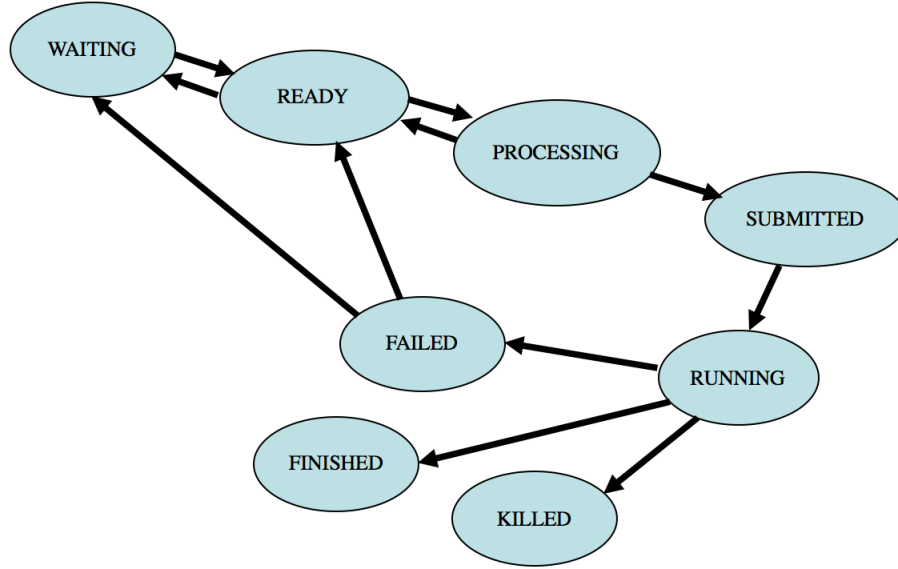 WAITING
READY
PROCESSING
SUBMITTED
FAILED
RUNNING
FINISHED
KILLED